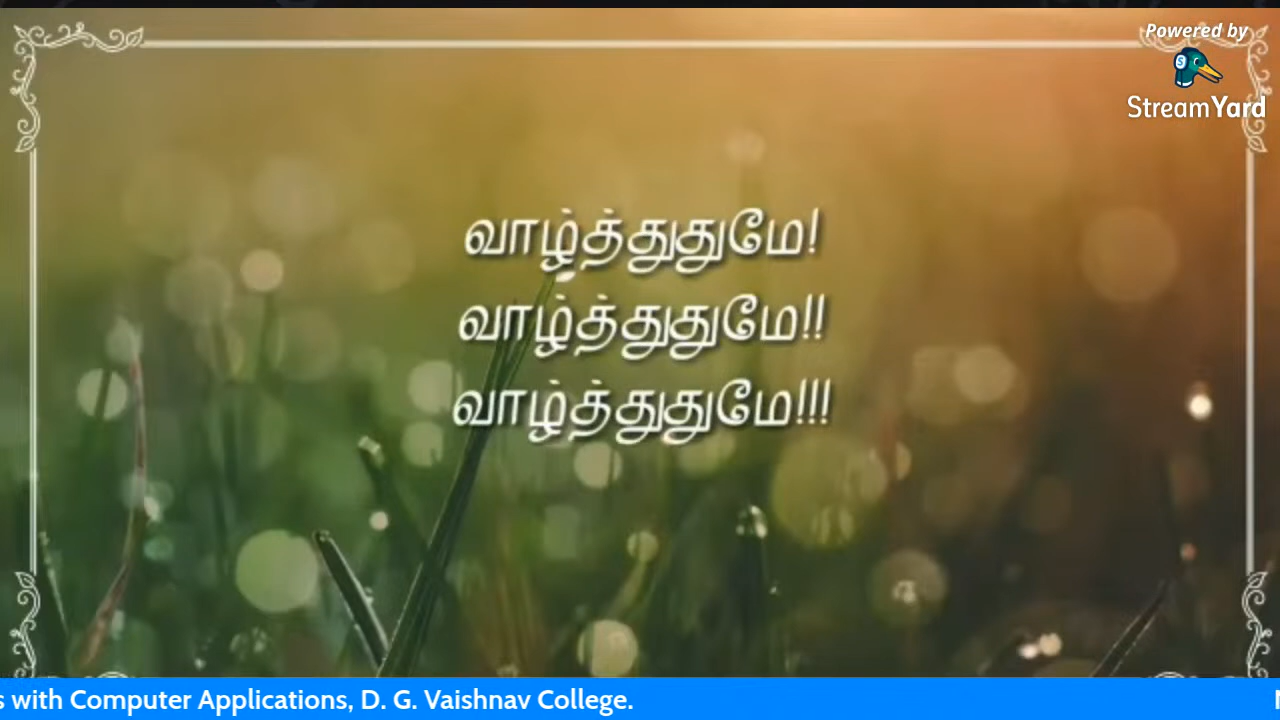 Powered by
StreamYard
வாழ்த்துதுமே!
வாழ்த்துதுமே!!
வாழ்த்துதுமே!!!
with Computer Applications, D. G. Vaishnav College.